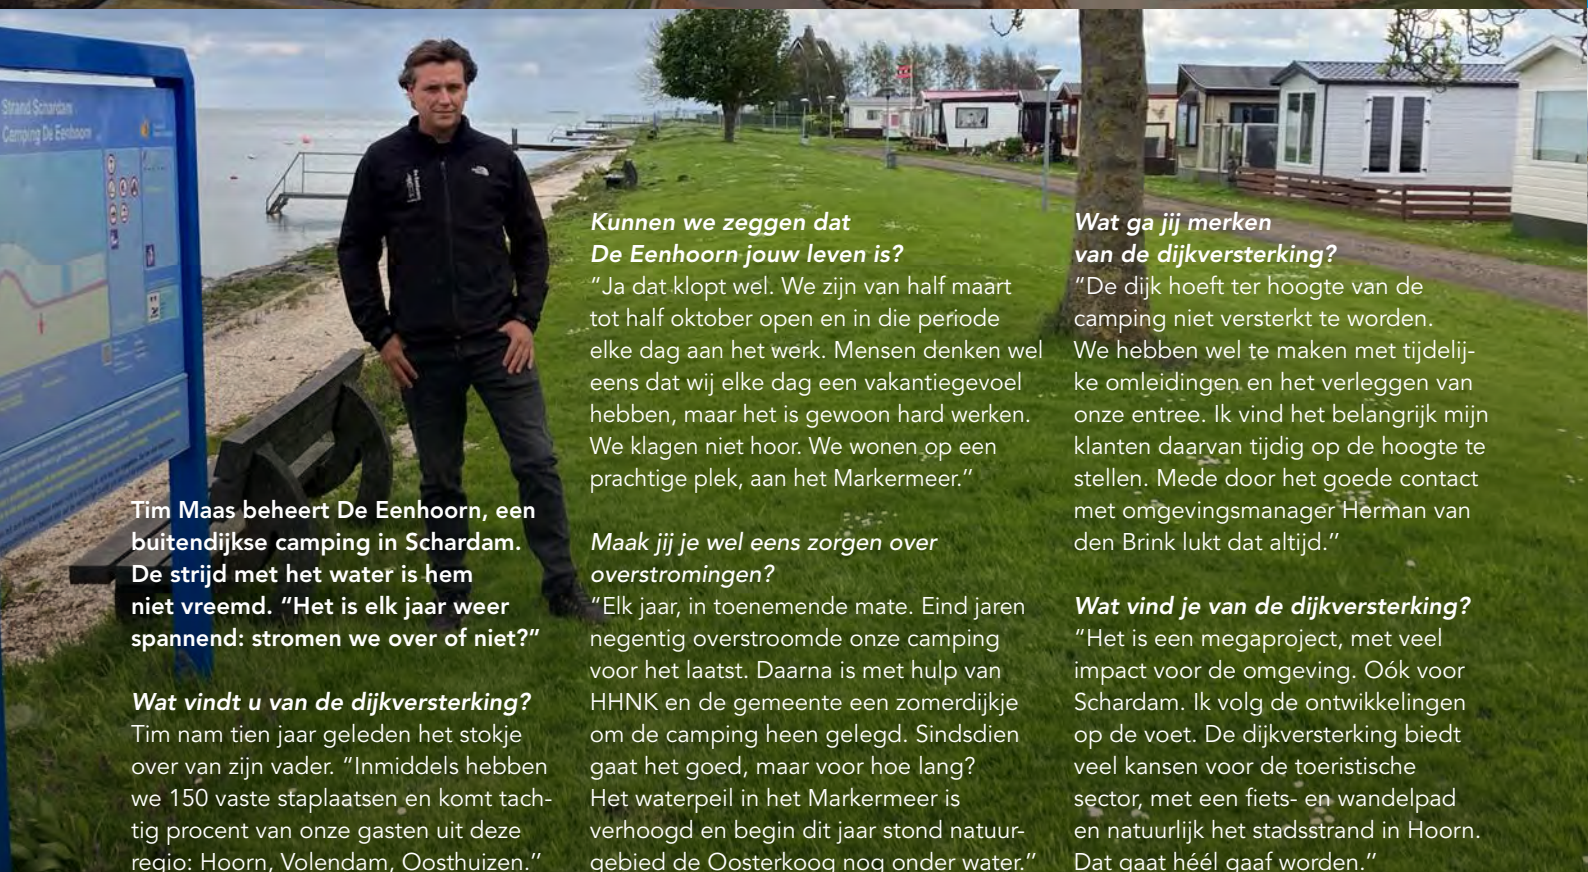 Strand Schardam
Camping De Eenhoorn
Tim Maas beheert De Eenhoorn, een
buitendijkse camping in Schardam.
De strijd met het water is hem
niet vreemd. “Het is elk jaar weer
spannend: stromen we over of niet?”
Wat vindt u van de dijkversterking?
Tim nam tien jaar geleden het stokje
over van zijn vader. “Inmiddels hebben
we 150 vaste staplaatsen en komt tach-
tig procent van onze gasten uit deze
regio: Hoorn, Volendam, Oosthuizen.’’
Kunnen we zeggen dat
De Eenhoorn jouw leven is?
“Ja dat klopt wel. We zijn van half maart
tot half oktober open en in die periode
elke dag aan het werk. Mensen denken wel
eens dat wij elke dag een vakantiegevoel
hebben, maar het is gewoon hard werken.
We klagen niet hoor. We wonen op een
prachtige plek, aan het Markermeer.’’
Maak jij je wel eens zorgen over
overstromingen?
“Elk jaar, in toenemende mate. Eind jaren
negentig overstroomde onze camping
voor het laatst. Daarna is met hulp van
HHNK en de gemeente een zomerdijkje
om de camping heen gelegd. Sindsdien
gaat het goed, maar voor hoe lang?
Het waterpeil in het Markermeer is
verhoogd en begin dit jaar stond natuur-
gebied de Oosterkoog nog onder water.’’
Wat ga jij merken
van de dijkversterking?
“De dijk hoeft ter hoogte van de
camping niet versterkt te worden.
We hebben wel te maken met tijdelij-
ke omleidingen en het verleggen van
onze entree. Ik vind het belangrijk mijn
klanten daarvan tijdig op de hoogte te
stellen. Mede door het goede contact
met omgevingsmanager Herman van
den Brink lukt dat altijd.’’
Wat vind je van de dijkversterking?
“Het is een megaproject, met veel
impact voor de omgeving. Oók voor
Schardam. Ik volg de ontwikkelingen
op de voet. De dijkversterking biedt
veel kansen voor de toeristische
sector, met een fiets- en wandelpad
en natuurlijk het stadsstrand in Hoorn.
Dat gaat héél gaaf worden.’’